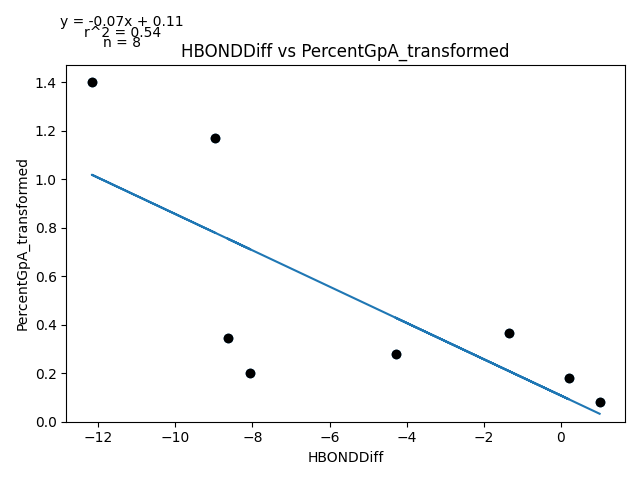 y = -0.07x + 0.11
r^2 = 0.54
n = 8
HBONDDiff vs PercentGpA_transformed
PercentGpA_transformed
1.4
1.2
1.0
0.8
0.6
0.4
0.2
0.0
−12 −10 −8 −6 −4 −2 0
HBONDDiff